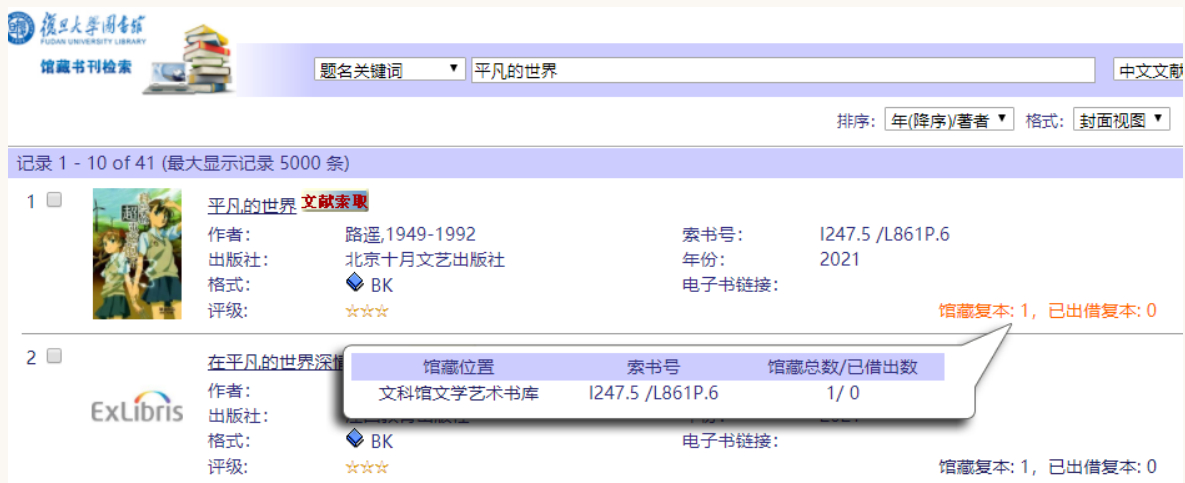 復旦大學圖書館
FUDAN UNIVERSITY LIBRARY
馆藏书刊检索
题名关键词 平凡的世界 中文文献
排序: 年(降序)/著者 格式: 封面视图
记录 1 - 10 of 41 (最大显示记录 5000 条)
1 平凡的世界 文献索取
作者: 路遥,1949-1992 索书号: I247.5 /L861P.6
出版社: 北京十月文艺出版社 年份: 2021
格式: BK 电子书链接:
评级: 馆藏复本: 1，已出借复本: 0
2 在平凡的世界深情
馆藏位置 索书号 馆藏总数/已借出数
文科馆文学艺术书库 I247.5 /L861P.6 1/ 0
作者:
ExLibris
出版社:
格式: BK 电子书链接:
评级: 馆藏复本: 1，已出借复本: 0